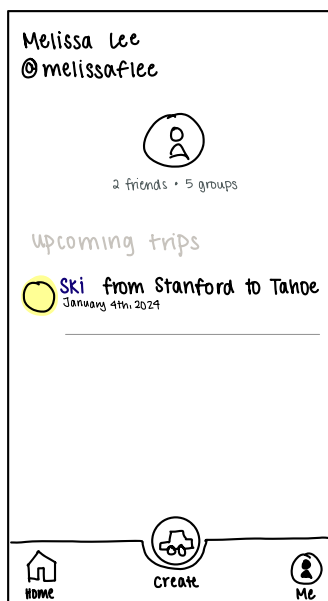 Melissa Lee
@melissaflee
2 friends • 5 groups
upcoming trips
Ski from Stanford to Tahoe
January 4th, 2024
Home
Create
Me